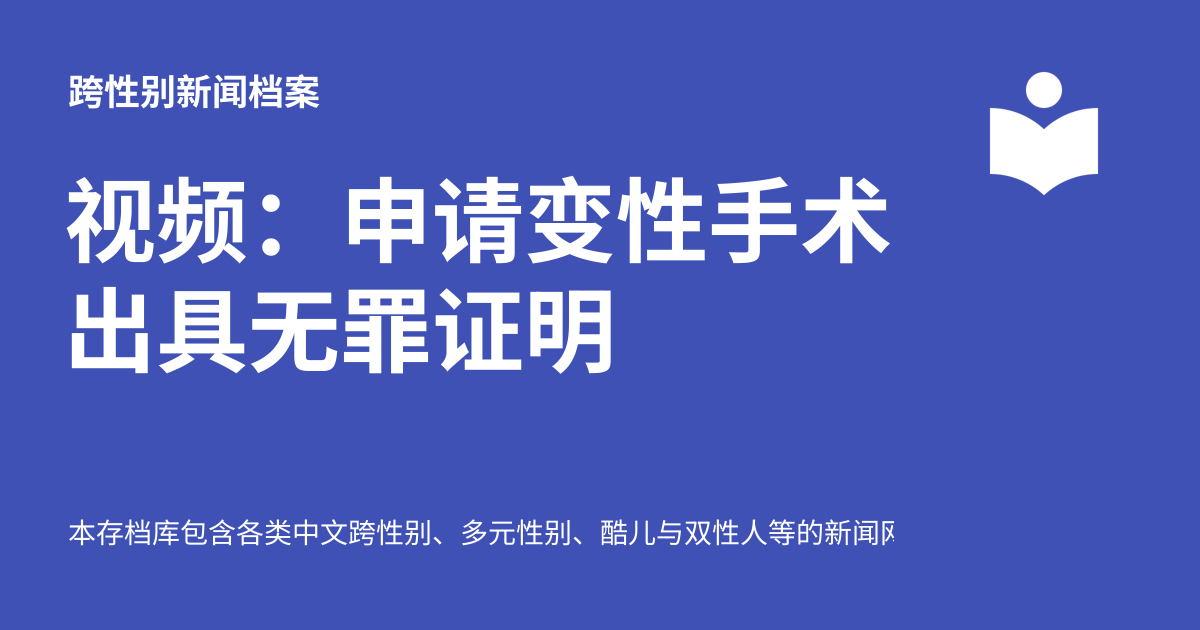 跨性别新闻档案
视频：申请变性手术
出具无罪证明
本存档库包含各类中文跨性别、多元性别、酷儿与双性人等的新闻